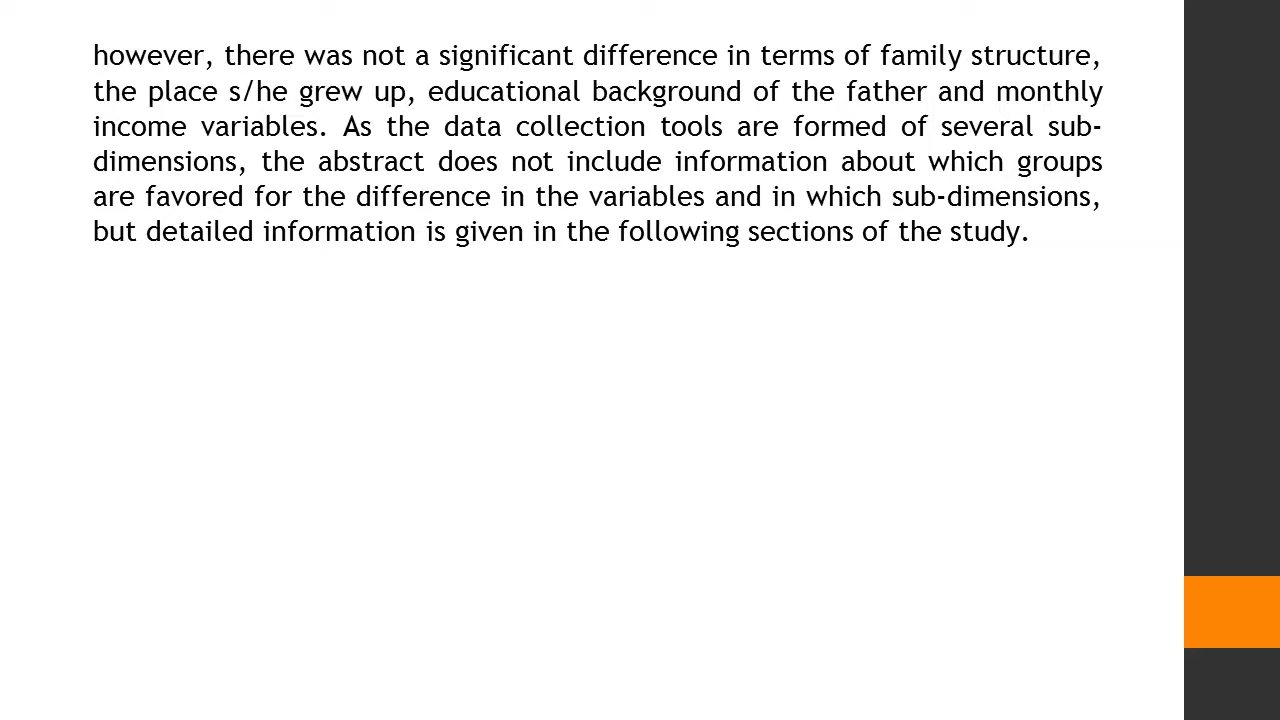 however, there was not a significant difference in terms of family structure,
the place s/he grew up, educational background of the father and monthly
income variables. As the data collection tools are formed of several sub-
dimensions, the abstract does not include information about which groups
are favored for the difference in the variables and in which sub-dimensions,
but detailed information is given in the following sections of the study.